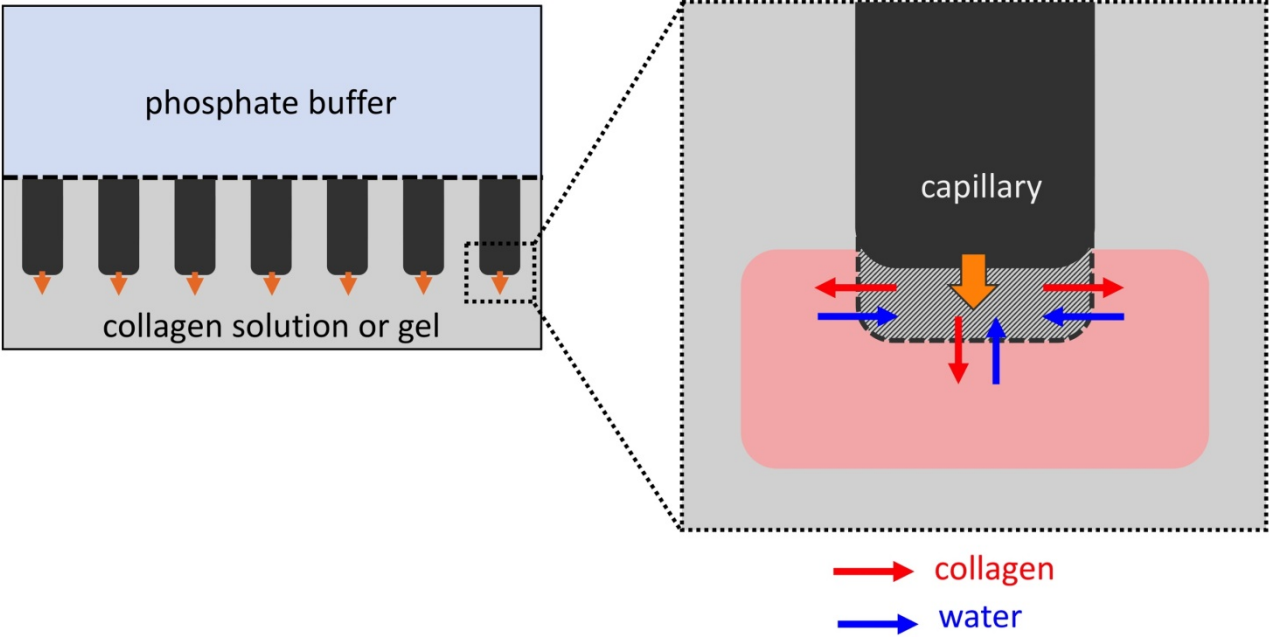 phosphate buffer
collagen solution or gel
capillary
collagen
water